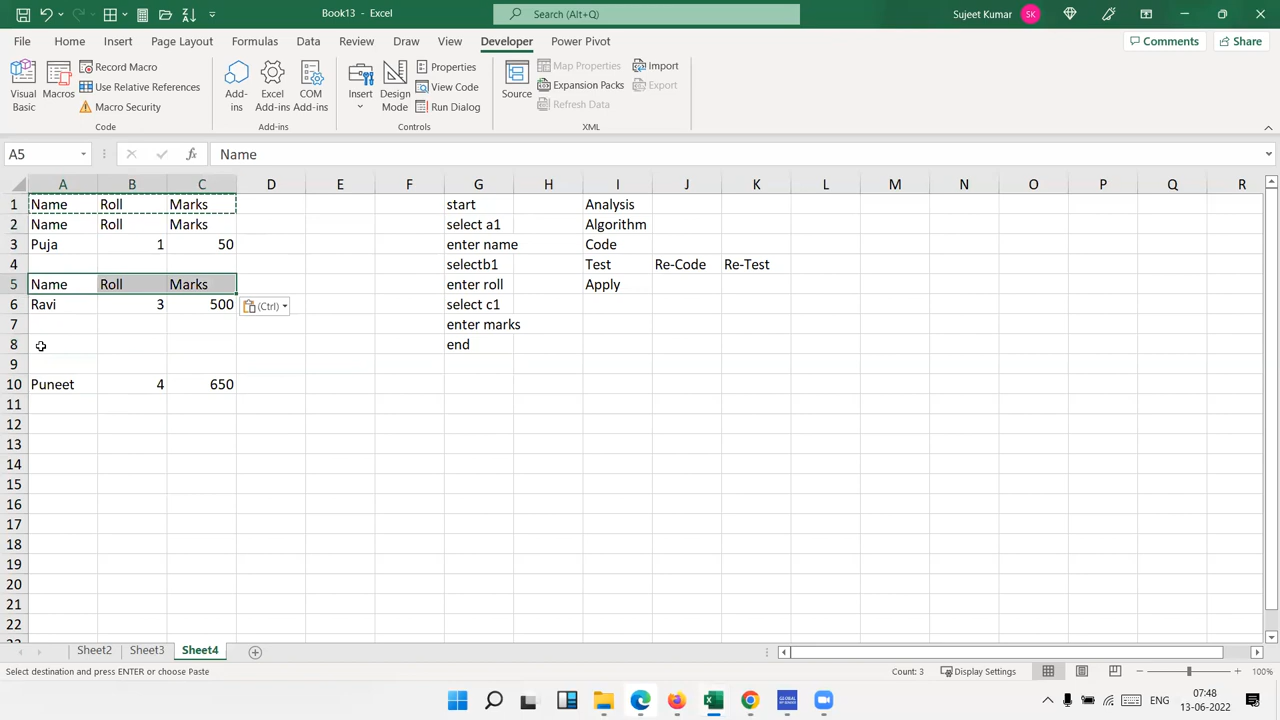 Book13 - Excel
Search (Alt+Q)
Sujeet Kumar
SK
File Home Insert Page Layout Formulas Data Review Draw View Developer Power Pivot
Comments Share
Visual Basic
Macros
Record Macro
Use Relative References
Macro Security
Code
Add-ins
Excel Add-ins
COM Add-ins
Add-ins
Insert
Design Mode
Properties
View Code
Run Dialog
Controls
Source
Map Properties
Expansion Packs
Refresh Data
Import
Export
XML
A5
fx
Name
A B C D E F G H I J K L M N O P Q R
1 Name Roll Marks start Analysis
2 Name Roll Marks select a1 Algorithm
3 Puja 1 50 enter name Code
4 selectb1 Test Re-Code Re-Test
5 Name Roll Marks enter roll Apply
6 Ravi 3 500 (Ctrl) select c1
7 enter marks
8 end
9
10 Puneet 4 650
11
12
13
14
15
16
17
18
19
20
21
22
23
Sheet2 Sheet3 Sheet4
Select destination and press ENTER or choose Paste
Count: 3
Display Settings
100%
ENG
07:48
13-06-2022